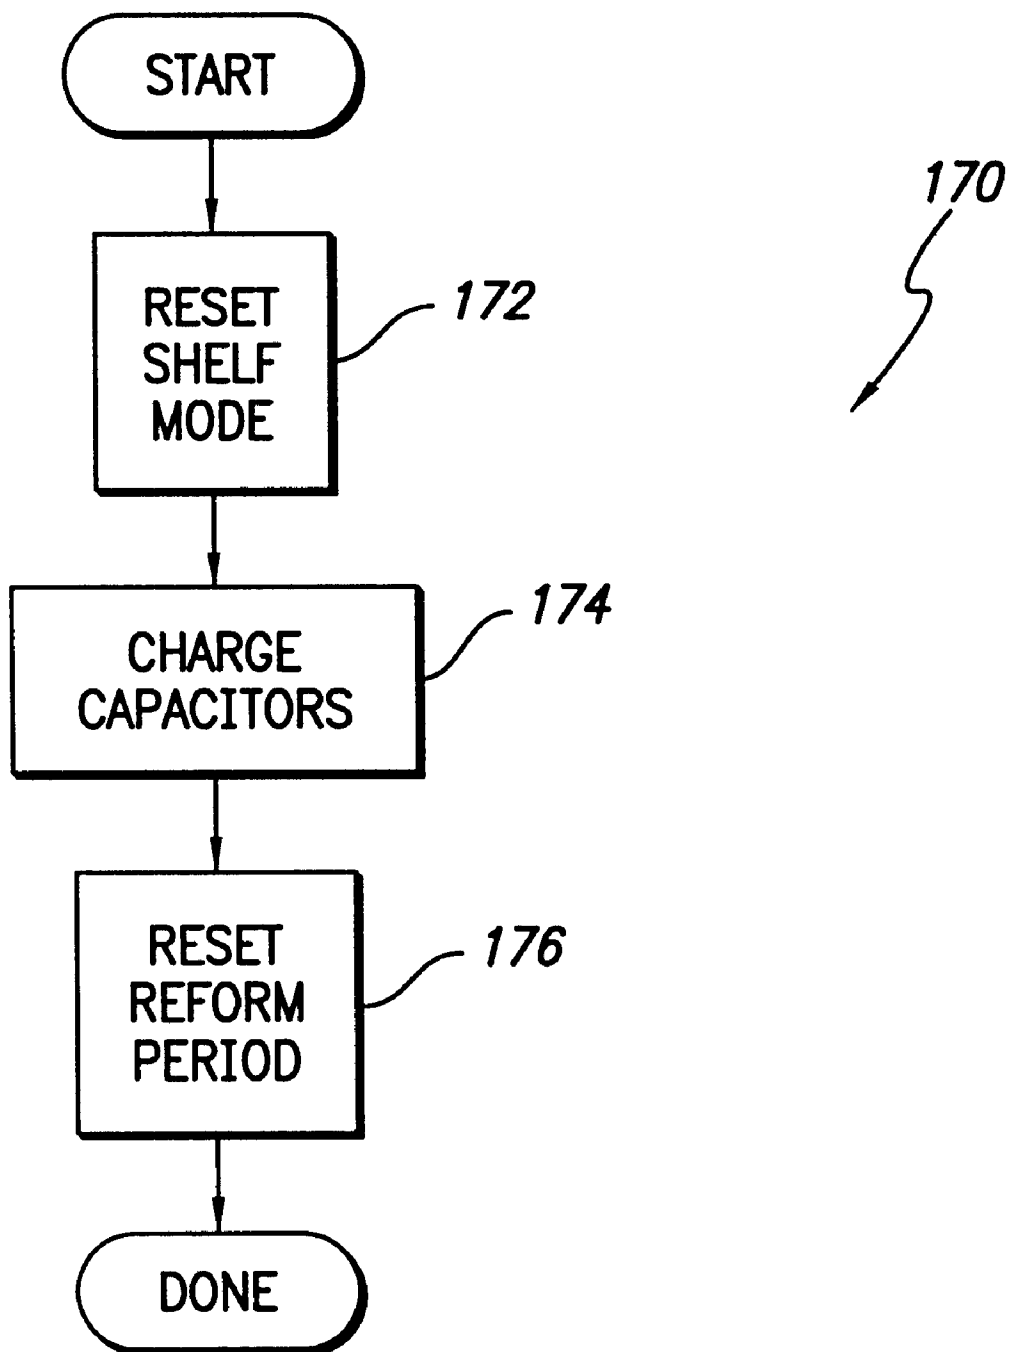 START
170
RESET
SHELF
MODE
172
CHARGE
CAPACITORS
174
RESET
REFORM
PERIOD
176
DONE